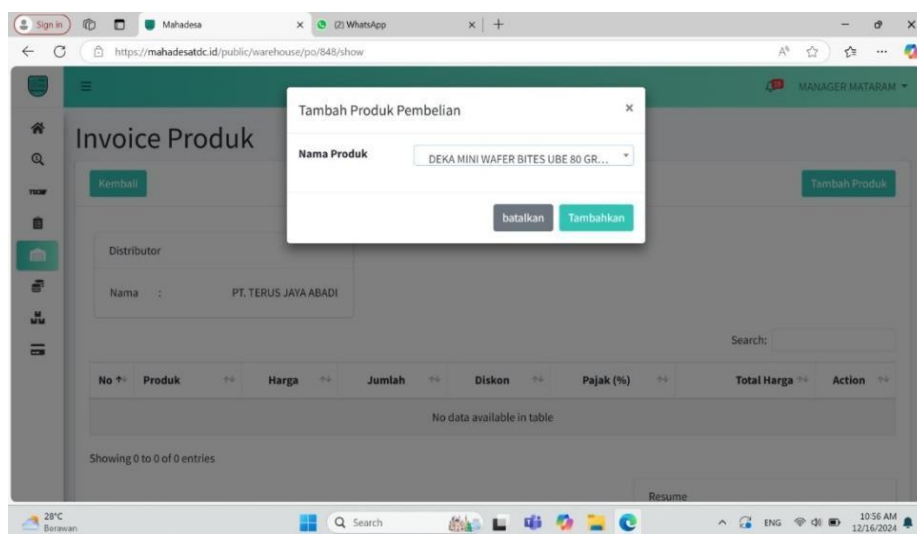 Sign in
Mahadesa
(2) WhatsApp
https://mahadesatdc.id/public/warehouse/po/848/show
MANAGER MATARAM
Tambah Produk Pembelian
Nama Produk
DEKA MINI WAFER BITES UBE 80 GR...
batalkan
Tambahkan
Invoice Produk
Kembali
Tambah Produk
Distributor
Nama : PT. TERUS JAYA ABADI
Search:
No Produk Harga Jumlah Diskon Pajak (%) Total Harga Action
No data available in table
Showing 0 to 0 of 0 entries
Resume
28°C
Berawan
Search
ENG
10:56 AM
12/16/2024